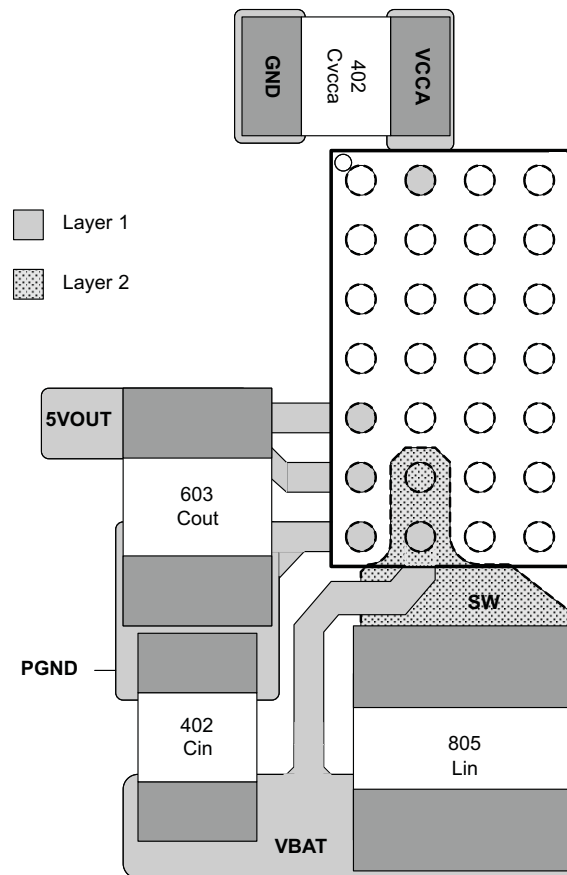 GND
402
Cvcca
VCCA
Layer 1
Layer 2
5VOUT
603
Cout
SW
PGND
402
Cin
805
Lin
VBAT